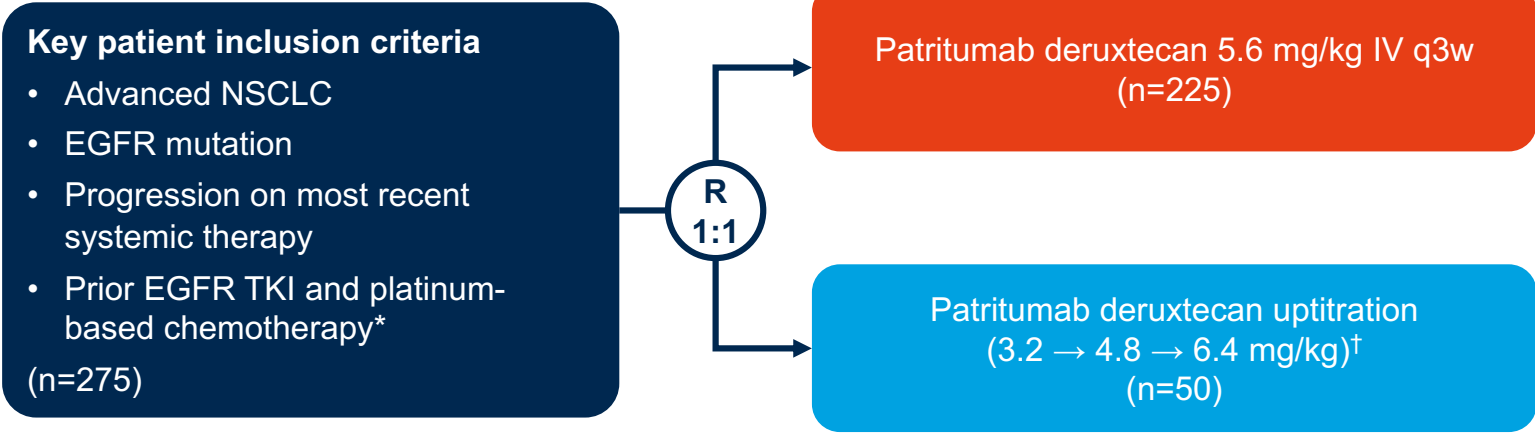 Key patient inclusion criteria
• Advanced NSCLC
• EGFR mutation
• Progression on most recent
systemic therapy
• Prior EGFR TKI and platinum-
based chemotherapy*
(n=275)
R
1:1
Patritumab deruxtecan 5.6 mg/kg IV q3w
(n=225)
Patritumab deruxtecan uptitration
(3.2 → 4.8 → 6.4 mg/kg)†
(n=50)